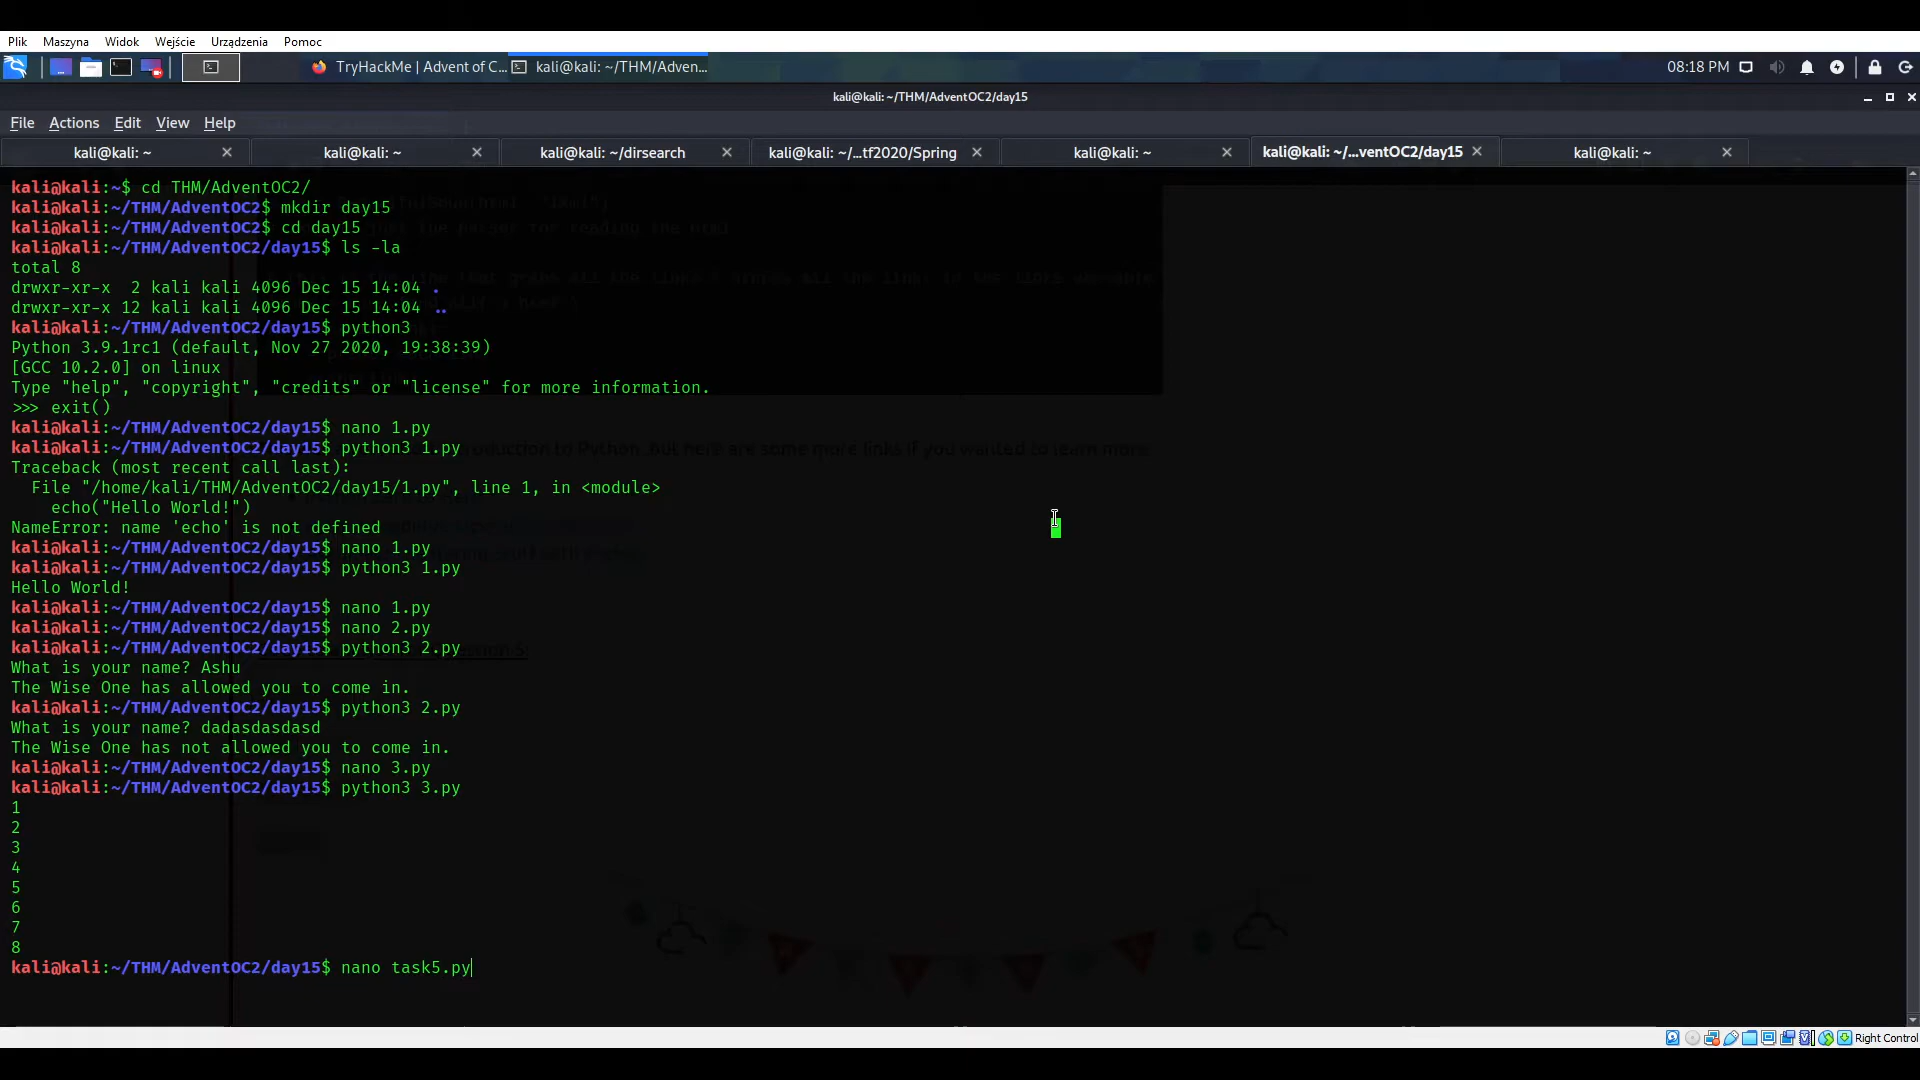 Plik Maszyna Widok Wejście Urządzenia Pomoc
TryHackMe | Advent of C... kali@kali: ~/THM/Adven... 08:18 PM
kali@kali: ~/THM/AdventOC2/day15
File Actions Edit View Help
kali@kali: ~ kali@kali: ~ kali@kali: ~/dirsearch kali@kali: ~/...tf2020/Spring kali@kali: ~ kali@kali: ~/...ventOC2/day15 kali@kali: ~
kali@kali:~$ cd THM/AdventOC2/
kali@kali:~/THM/AdventOC2$ mkdir day15
kali@kali:~/THM/AdventOC2$ cd day15
kali@kali:~/THM/AdventOC2/day15$ ls -la
total 8
drwxr-xr-x  2 kali kali 4096 Dec 15 14:04 .
drwxr-xr-x 12 kali kali 4096 Dec 15 14:04 ..
kali@kali:~/THM/AdventOC2/day15$ python3
Python 3.9.1rc1 (default, Nov 27 2020, 19:38:39)
[GCC 10.2.0] on linux
Type "help", "copyright", "credits" or "license" for more information.
>>> exit()
kali@kali:~/THM/AdventOC2/day15$ nano 1.py
kali@kali:~/THM/AdventOC2/day15$ python3 1.py
Traceback (most recent call last):
  File "/home/kali/THM/AdventOC2/day15/1.py", line 1, in <module>
    echo("Hello World!")
NameError: name 'echo' is not defined
kali@kali:~/THM/AdventOC2/day15$ nano 1.py
kali@kali:~/THM/AdventOC2/day15$ python3 1.py
Hello World!
kali@kali:~/THM/AdventOC2/day15$ nano 1.py
kali@kali:~/THM/AdventOC2/day15$ nano 2.py
kali@kali:~/THM/AdventOC2/day15$ python3 2.py
What is your name? Ashu
The Wise One has allowed you to come in.
kali@kali:~/THM/AdventOC2/day15$ python3 2.py
What is your name? dadasdasdasd
The Wise One has not allowed you to come in.
kali@kali:~/THM/AdventOC2/day15$ nano 3.py
kali@kali:~/THM/AdventOC2/day15$ python3 3.py
1
2
3
4
5
6
7
8
kali@kali:~/THM/AdventOC2/day15$ nano task5.py
Right Control